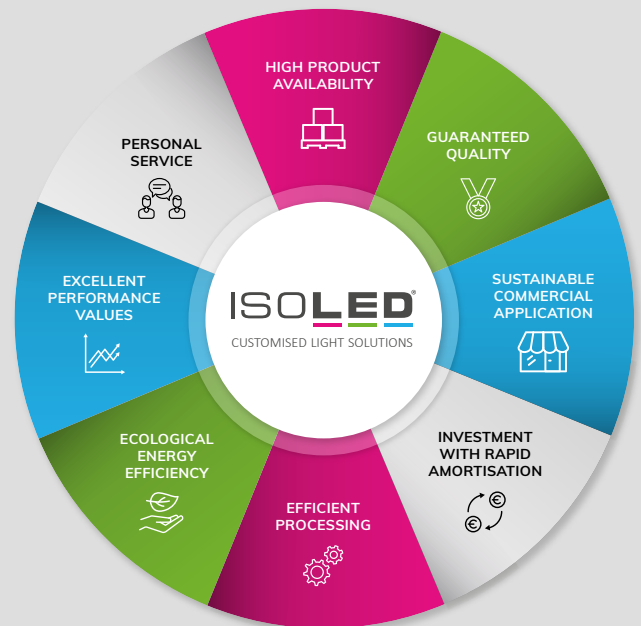 HIGH PRODUCT
AVAILABILITY
GUARANTEED
QUALITY
SUSTAINABLE
COMMERCIAL
APPLICATION
INVESTMENT
WITH RAPID
AMORTISATION
EFFICIENT
PROCESSING
ECOLOGICAL
ENERGY
EFFICIENCY
EXCELLENT
PERFORMANCE
VALUES
PERSONAL
SERVICE
ISOLED®
CUSTOMISED LIGHT SOLUTIONS